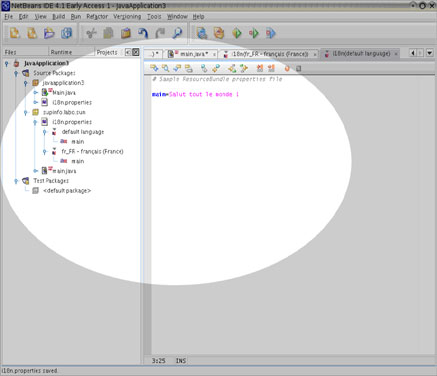 NetBeans IDE 4.1 Early Access 1 - JavaApplication3
File Edit View Navigate Source Build Run Refactor Versioning Tools Window Help
Files Runtime Projects
...) * main.java * i18n(fr_FR - français (France)) i18n(default language)
JavaApplication3
Source Packages
javaapplication3
Main.java
i18n.properties
supinfo.labo.sun
i18n.properties
default language
main
fr_FR - français (France)
main
main.java
Test Packages
<default package>
# Sample ResourceBundle properties file
main=Salut tout le monde !
3:25 INS
i18n.properties saved.